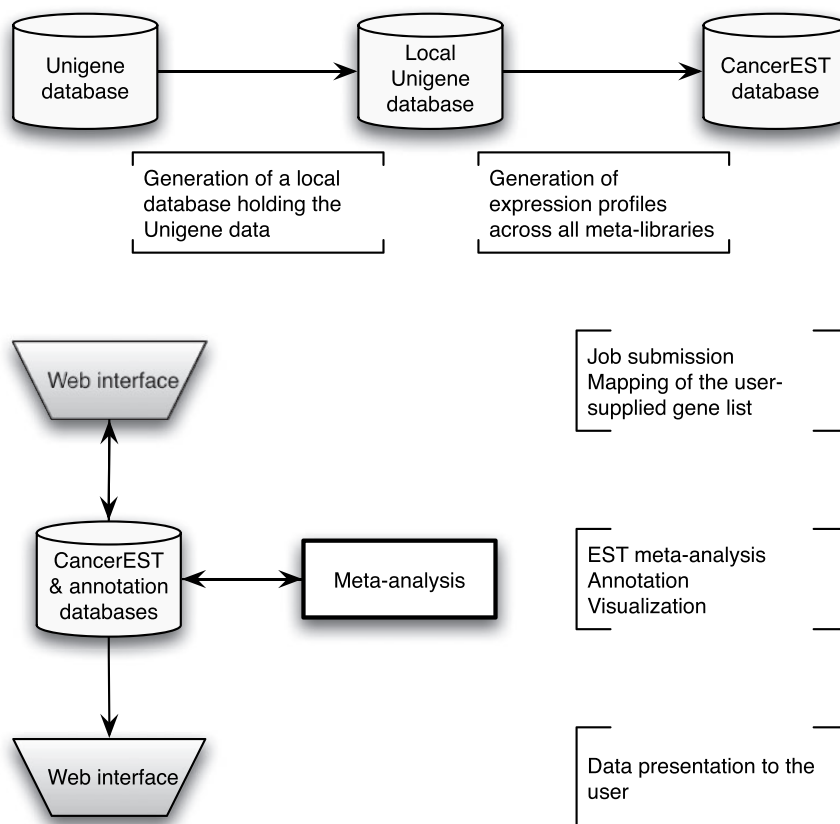 Unigene
database
Local
Unigene
database
CancerEST
database
Generation of a local
database holding the
Unigene data
Generation of
expression profiles
across all meta-libraries
Web interface
Job submission
Mapping of the user-
supplied gene list
CancerEST
& annotation
databases
Meta-analysis
EST meta-analysis
Annotation
Visualization
Web interface
Data presentation to the
user